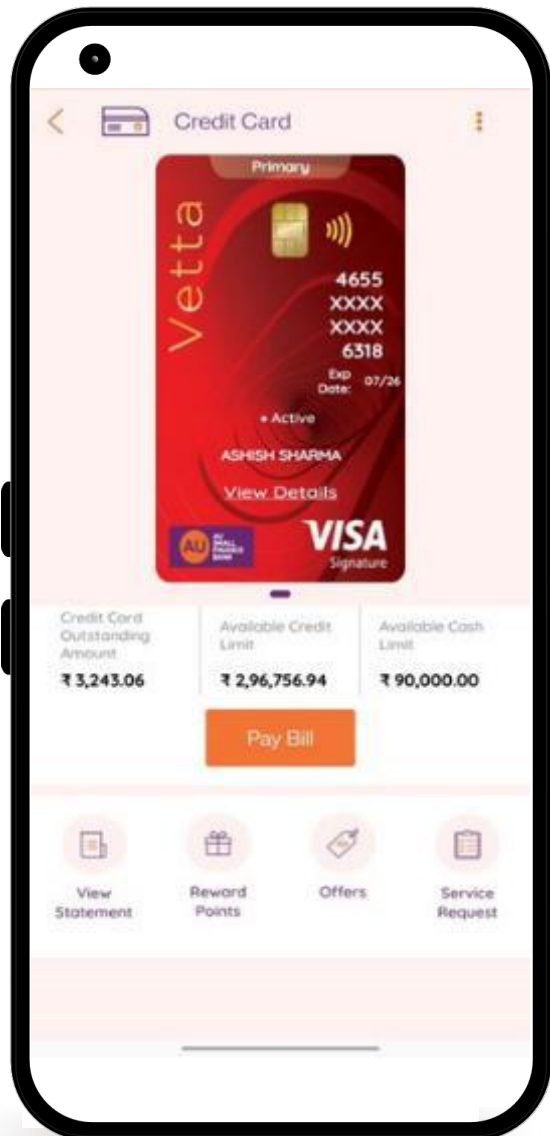 Credit Card
Primary
Vetta
4655
XXXX
XXXX
6318
Exp
Date: 07/26
• Active
ASHISH SHARMA
View Details
AU
AU
SMALL
FINANCE
BANK
VISA
Signature
Credit Card
Outstanding
Amount
₹ 3,243.06
Available Credit
Limit
₹ 2,96,756.94
Available Cash
Limit
₹ 90,000.00
Pay Bill
View
Statement
Reward
Points
Offers
Service
Request